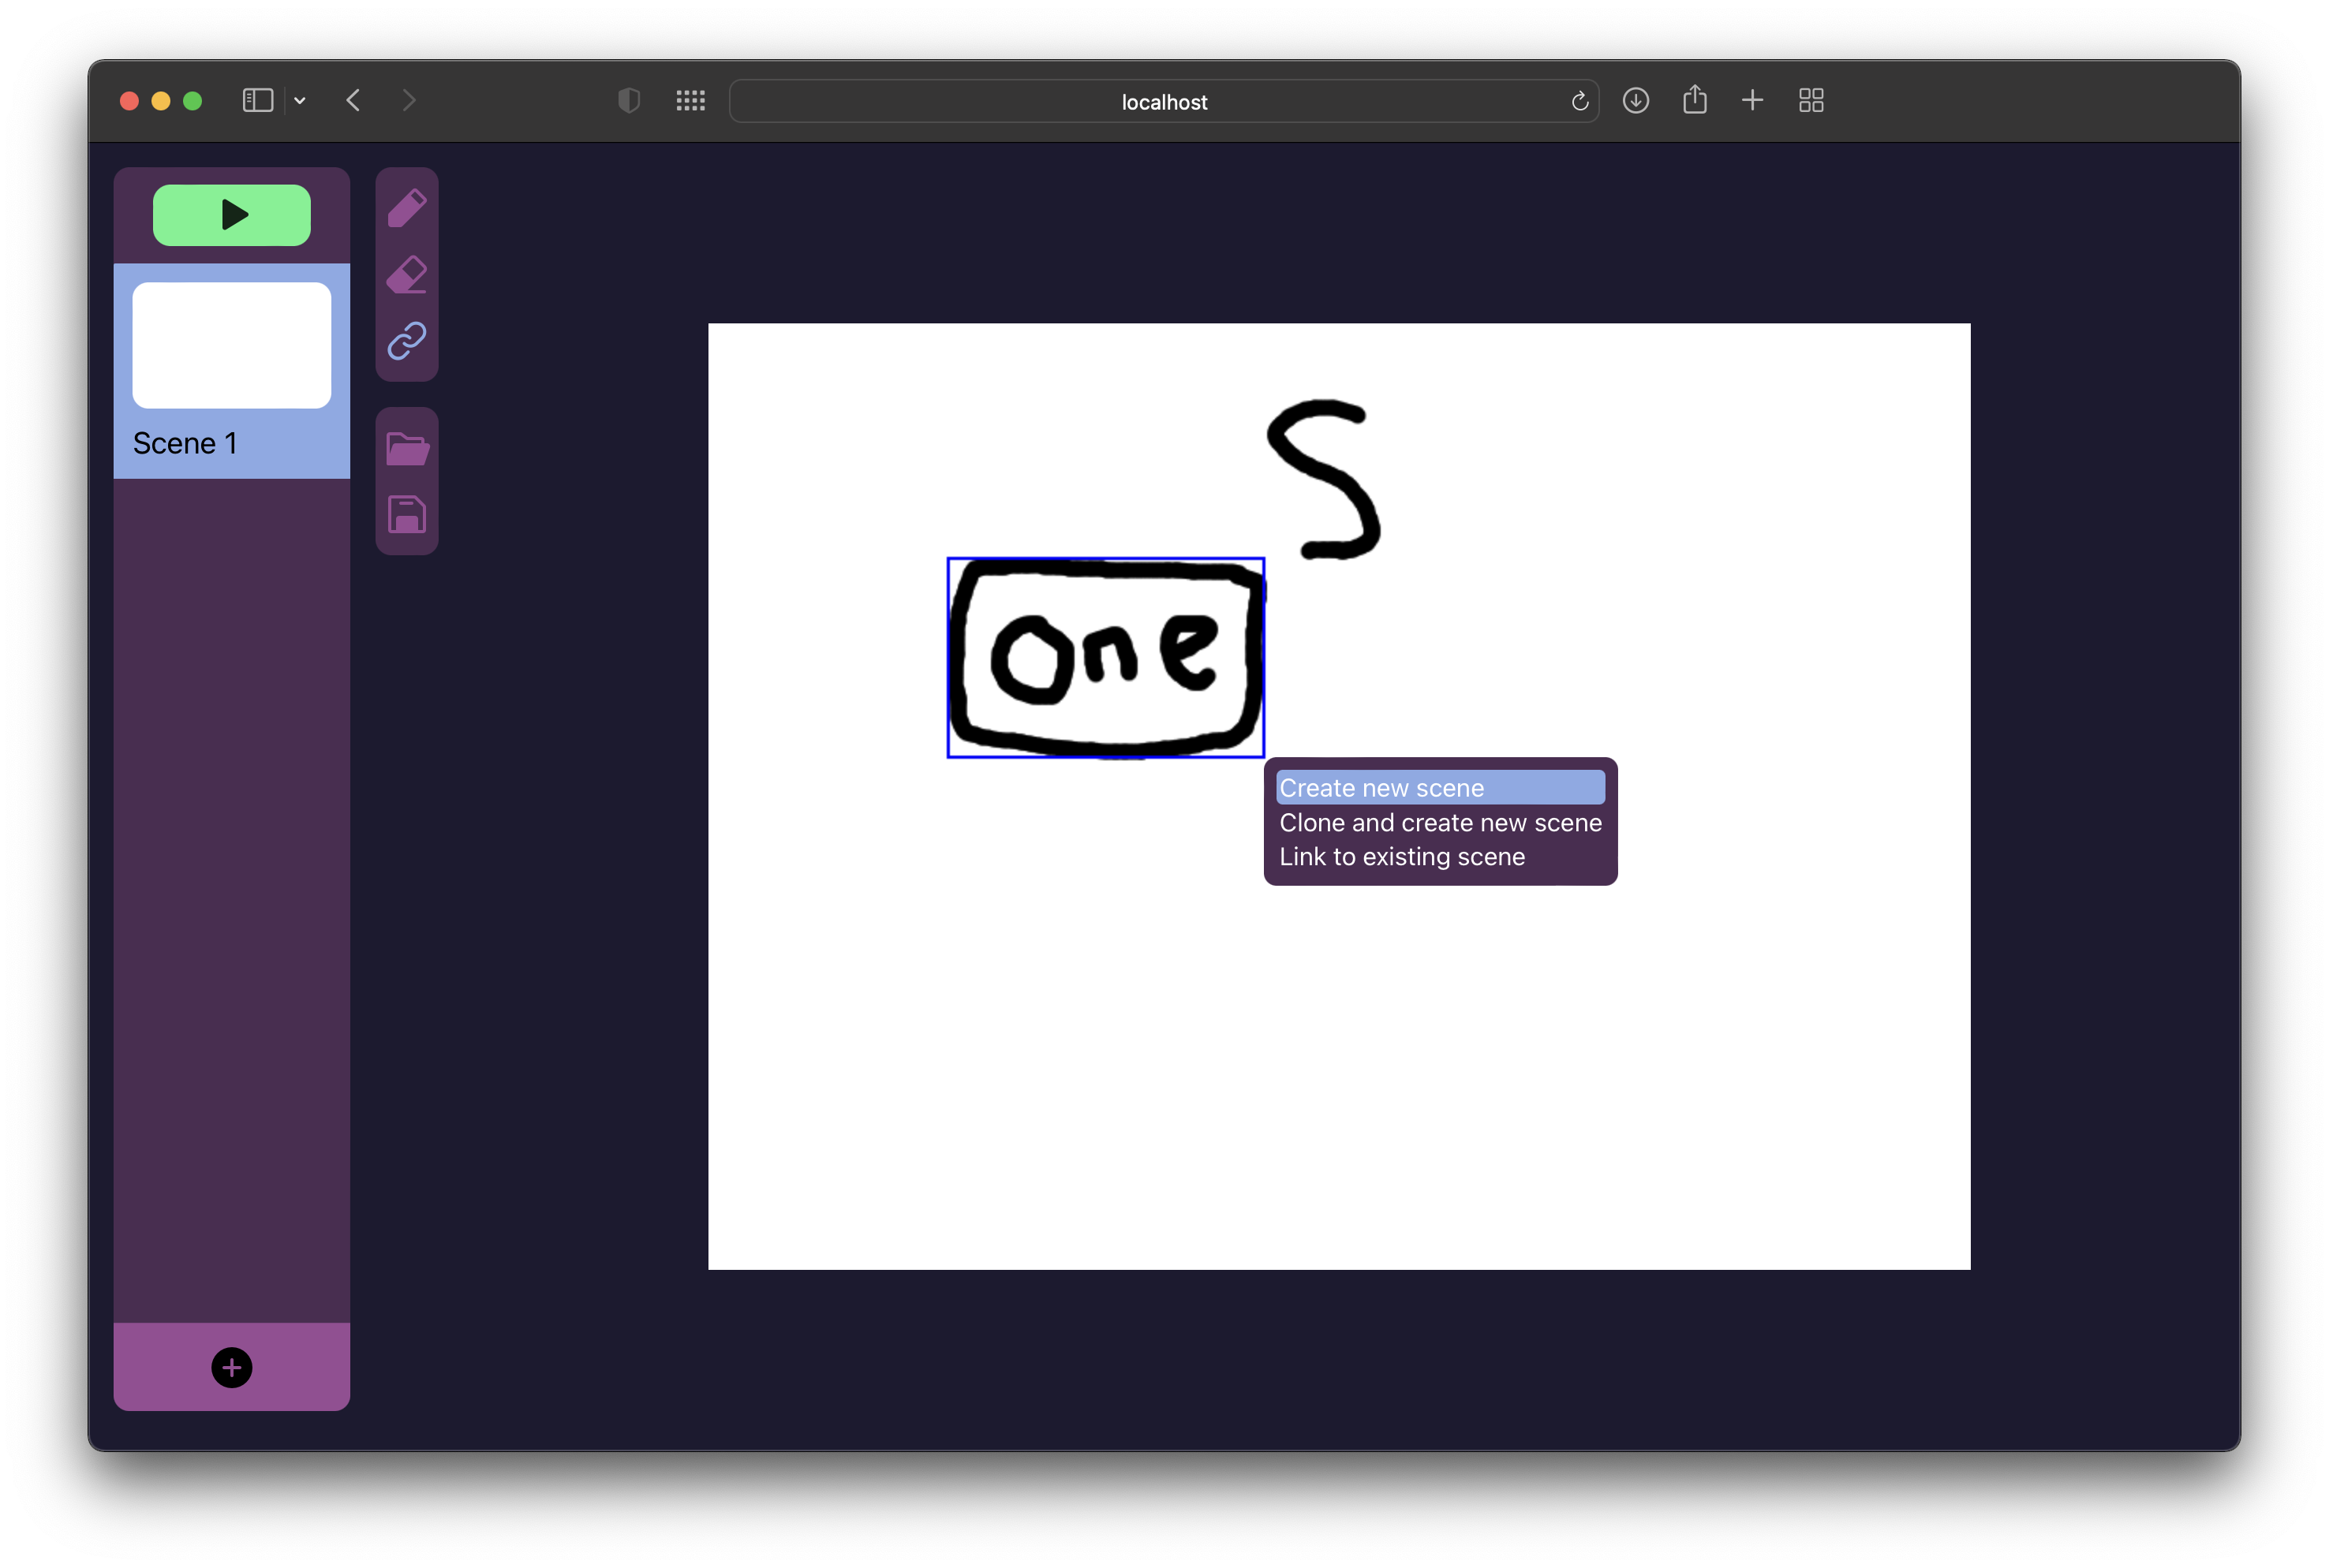 localhost
Scene 1
S
one
Create new scene
Clone and create new scene
Link to existing scene